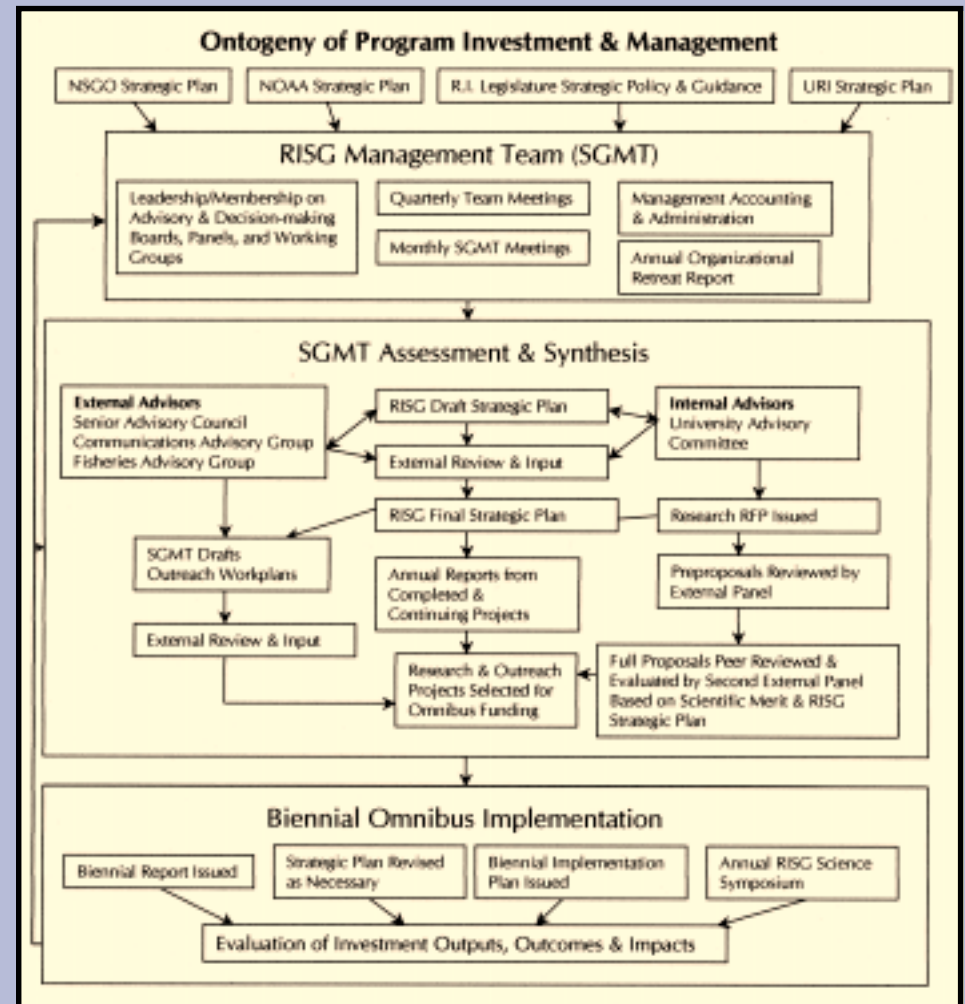 Ontogeny of Program Investment & Management
NSGO Strategic Plan
NOAA Strategic Plan
R.I. Legislature Strategic Policy & Guidance
URI Strategic Plan
RISG Management Team (SGMT)
Leadership/Membership on
Advisory & Decision-making
Boards, Panels, and Working
Groups
Quarterly Team Meetings
Monthly SGMT Meetings
Management Accounting
& Administration
Annual Organizational
Retreat Report
SGMT Assessment & Synthesis
External Advisors
Senior Advisory Council
Communications Advisory Group
Fisheries Advisory Group
RISG Draft Strategic Plan
External Review & Input
RISG Final Strategic Plan
Internal Advisors
University Advisory
Committee
Research RFP Issued
SGMT Drafts
Outreach Workplans
Annual Reports from
Completed &
Continuing Projects
Preproposals Reviewed by
External Panel
External Review & Input
Research & Outreach
Projects Selected for
Omnibus Funding
Full Proposals Peer Reviewed &
Evaluated by Second External Panel
Based on Scientific Merit & RISG
Strategic Plan
Biennial Omnibus Implementation
Biennial Report Issued
Strategic Plan Revised
as Necessary
Biennial Implementation
Plan Issued
Annual RISG Science
Symposium
Evaluation of Investment Outputs, Outcomes & Impacts